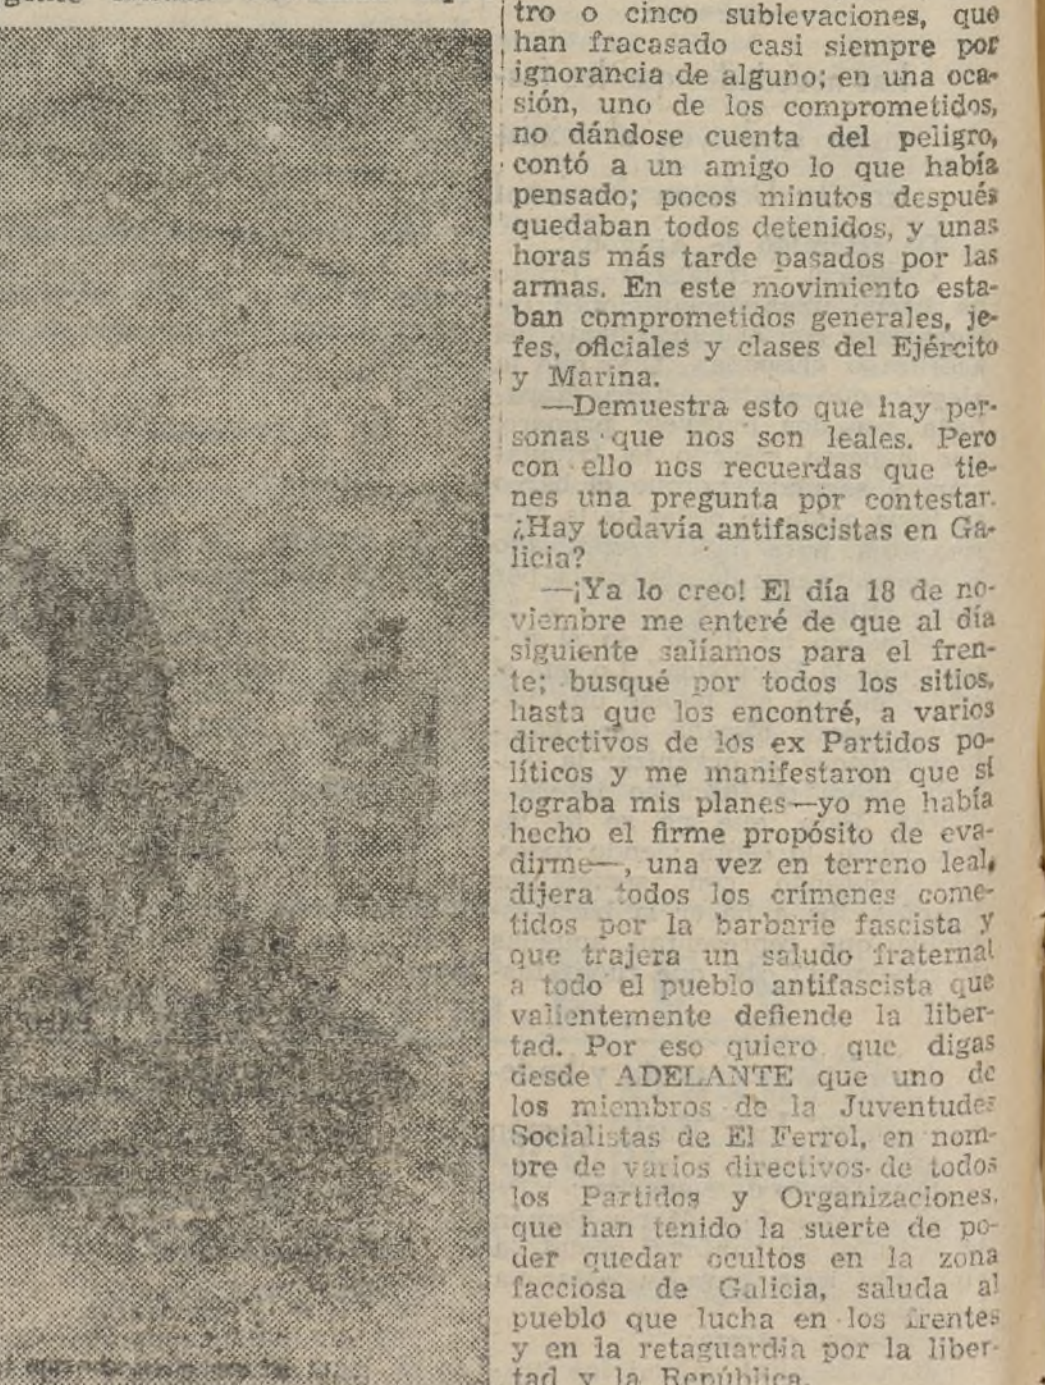 tro o cinco sublevaciones, que
han fracasado casi siempre por
ignorancia de alguno; en una oca-
sión, uno de los comprometidos,
no dándose cuenta del peligro,
contó a un amigo lo que había
pensado; pocos minutos después
quedaban todos detenidos, y unas
horas más tarde pasados por las
armas. En este movimiento esta-
ban comprometidos generales, je-
fes, oficiales y clases del Ejército
y Marina.
—Demuestra esto que hay per-
sonas que nos son leales. Pero
con ello nos recuerdas que tie-
nes una pregunta por contestar.
¿Hay todavía antifascistas en Ga-
licia?
—¡Ya lo creo! El día 18 de no-
viembre me enteré de que al día
siguiente salíamos para el fren-
te; busqué por todos los sitios,
hasta que los encontré, a varios
directivos de los ex Partidos po-
líticos y me manifestaron que si
lograba mis planes—yo me había
hecho el firme propósito de eva-
dirme—, una vez en terreno leal,
dijera todos los crímenes come-
tidos por la barbarie fascista y
que trajera un saludo fraternal
a todo el pueblo antifascista que
valientemente defiende la liber-
tad. Por eso quiero que digas
desde ADELANTE que uno de
los miembros de la Juventudes
Socialistas de El Ferrol, en nom-
bre de varios directivos de todos
los Partidos y Organizaciones,
que han tenido la suerte de po-
der quedar ocultos en la zona
facciosa de Galicia, saluda al
pueblo que lucha en los frentes
y en la retaguardia por la liber-
tad y la República.